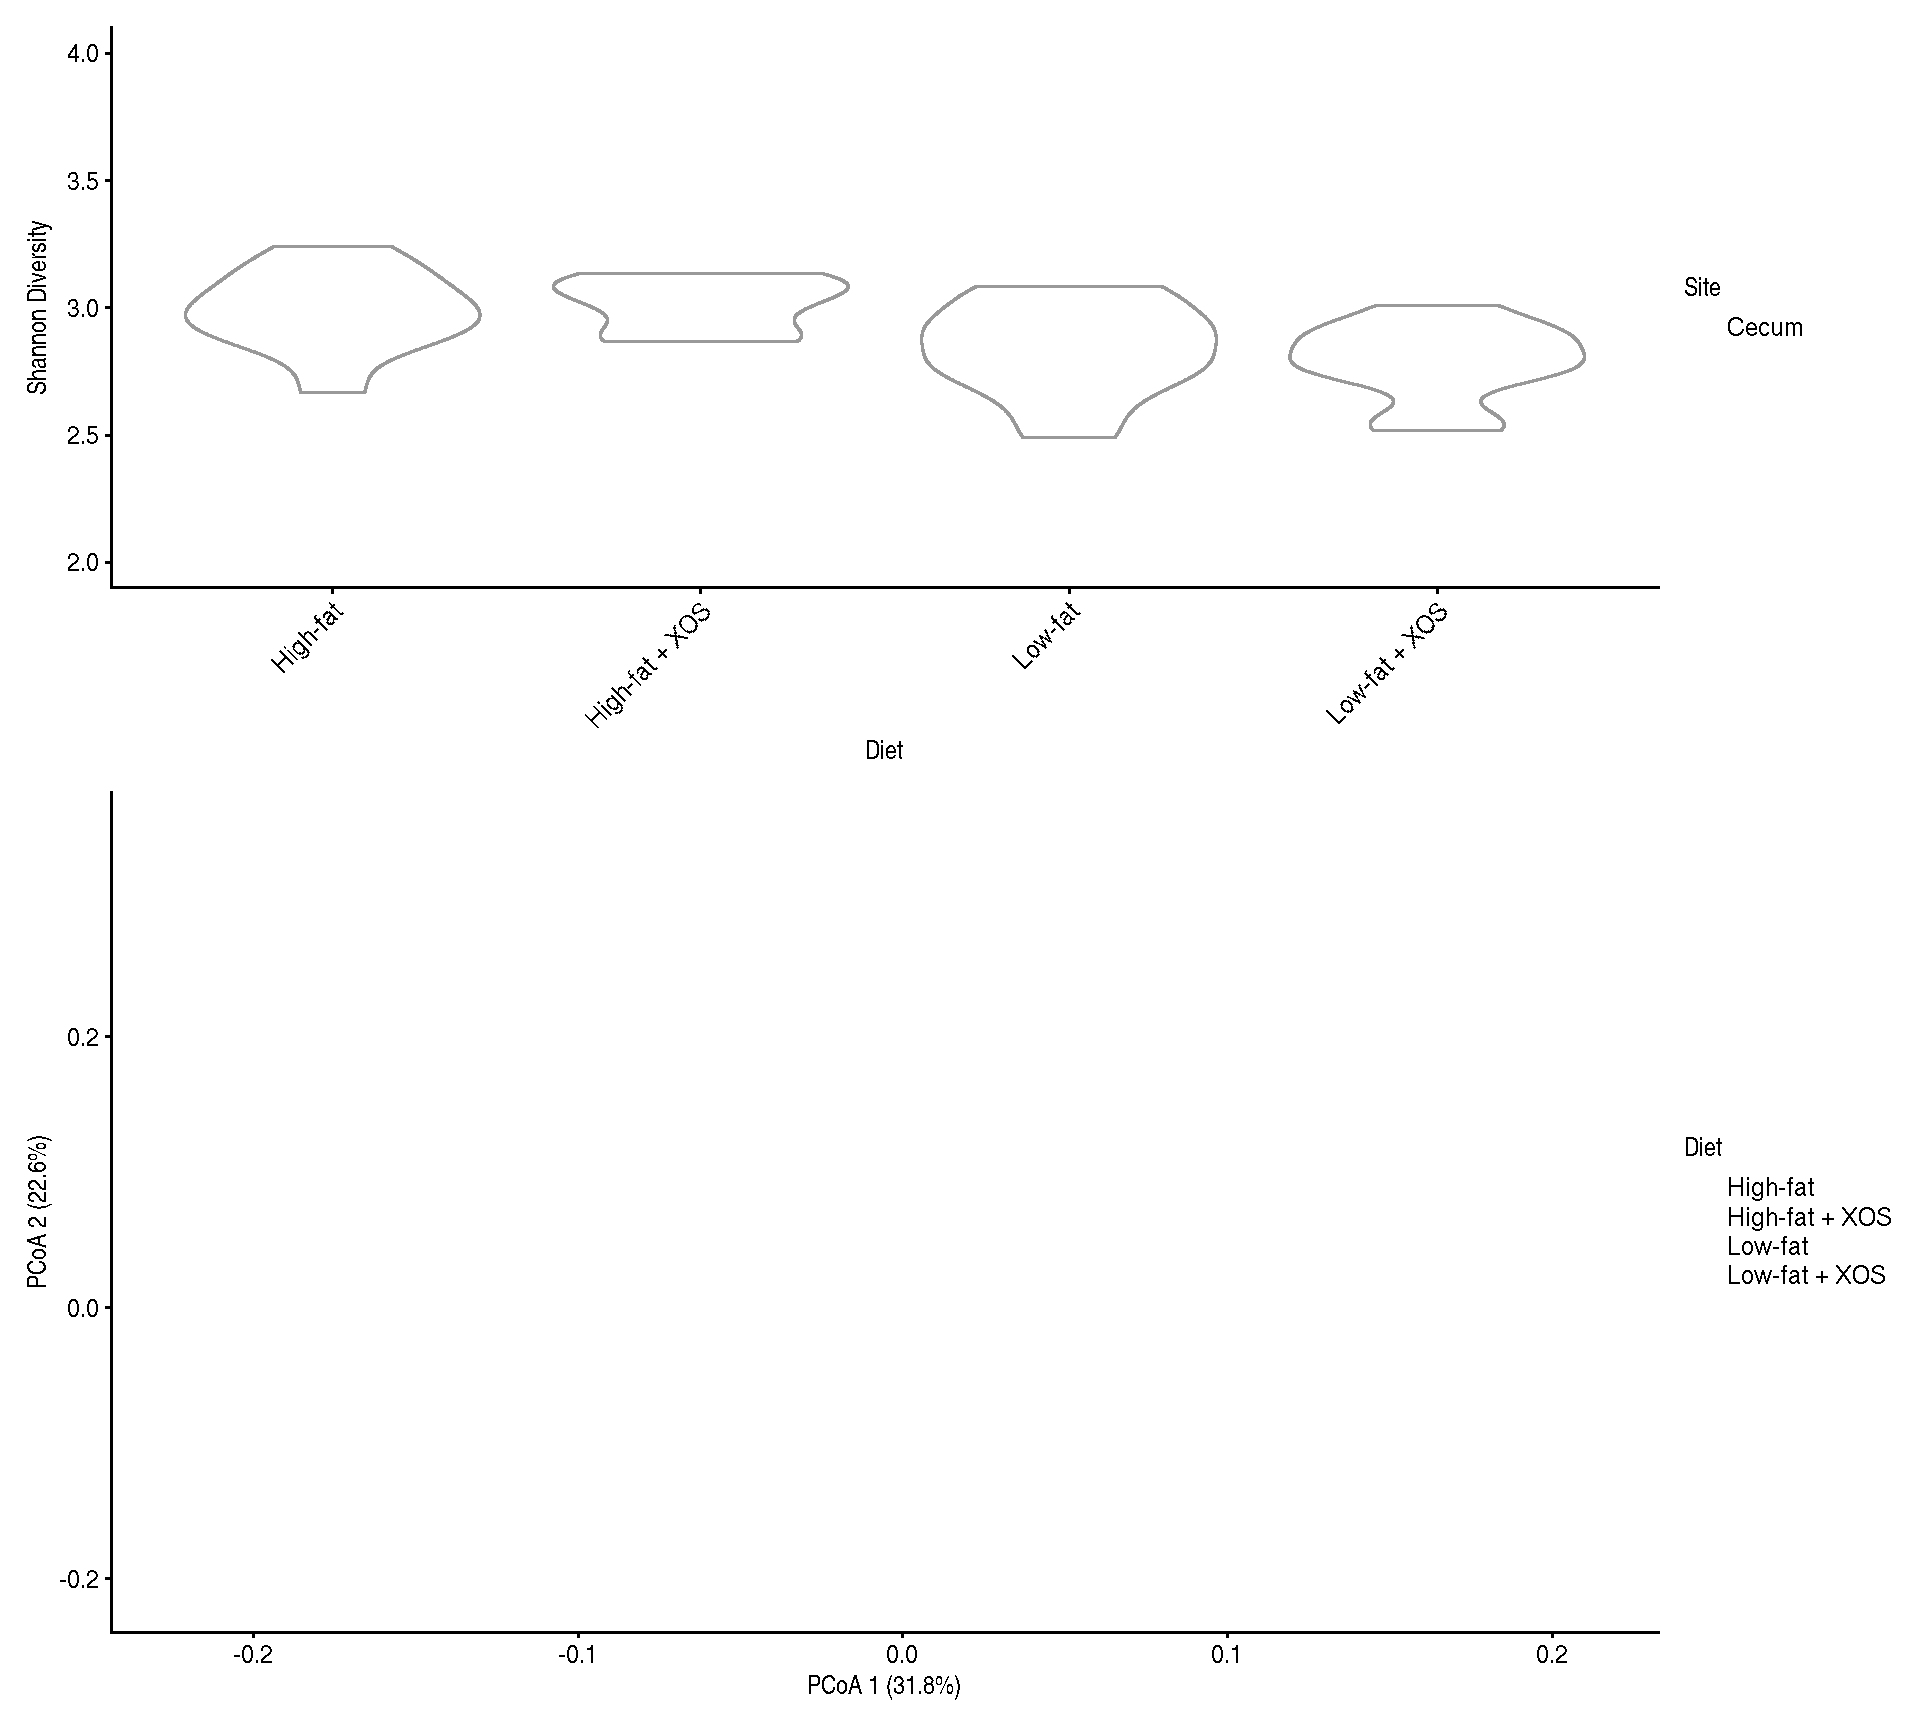 4.0
3.5
3.0
2.5
2.0
Shannon Diversity
High-fat
High-fat + XOS
Low-fat
Low-fat + XOS
Diet
Site
Cecum
0.2
0.0
-0.2
PCoA 2 (22.6%)
-0.2
-0.1
0.0
0.1
0.2
PCoA 1 (31.8%)
Diet
High-fat
High-fat + XOS
Low-fat
Low-fat + XOS